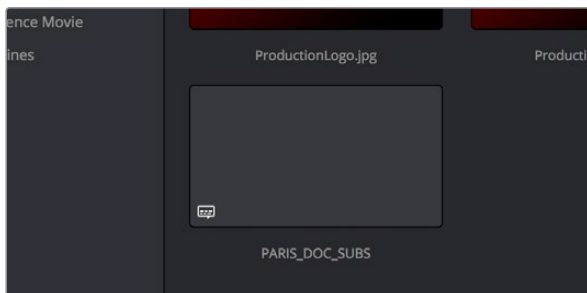 ence Movie
ines
ProductionLogo.jpg
Producti
PARIS_DOC_SUBS